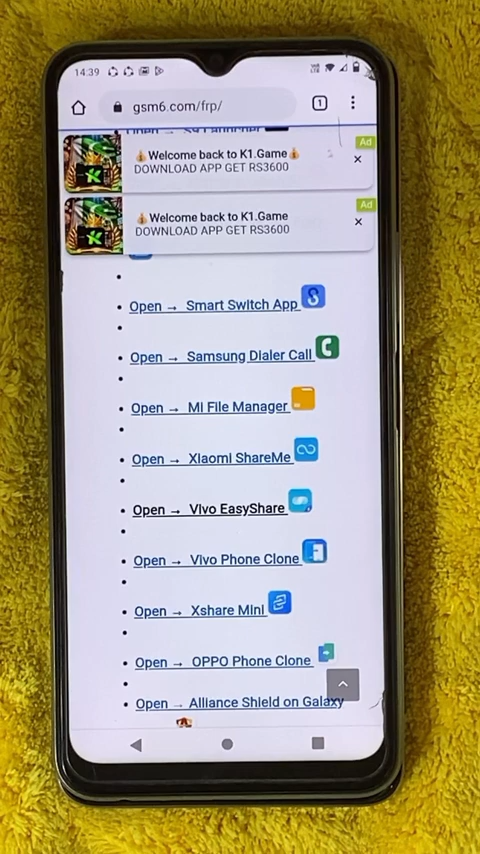 14:39
VoWiFi
LTE
gsm6.com/frp/
1
Ad
💰Welcome back to K1.Game💰
DOWNLOAD APP GET RS3600
Ad
💰Welcome back to K1.Game
DOWNLOAD APP GET RS3600
Open → Smart Switch App
Open → Samsung Dialer Call
Open → Mi File Manager
Open → Xiaomi ShareMe
Open → Vivo EasyShare
Open → Vivo Phone Clone
Open → Xshare Mini
Open → OPPO Phone Clone
Open → Alliance Shield on Galaxy